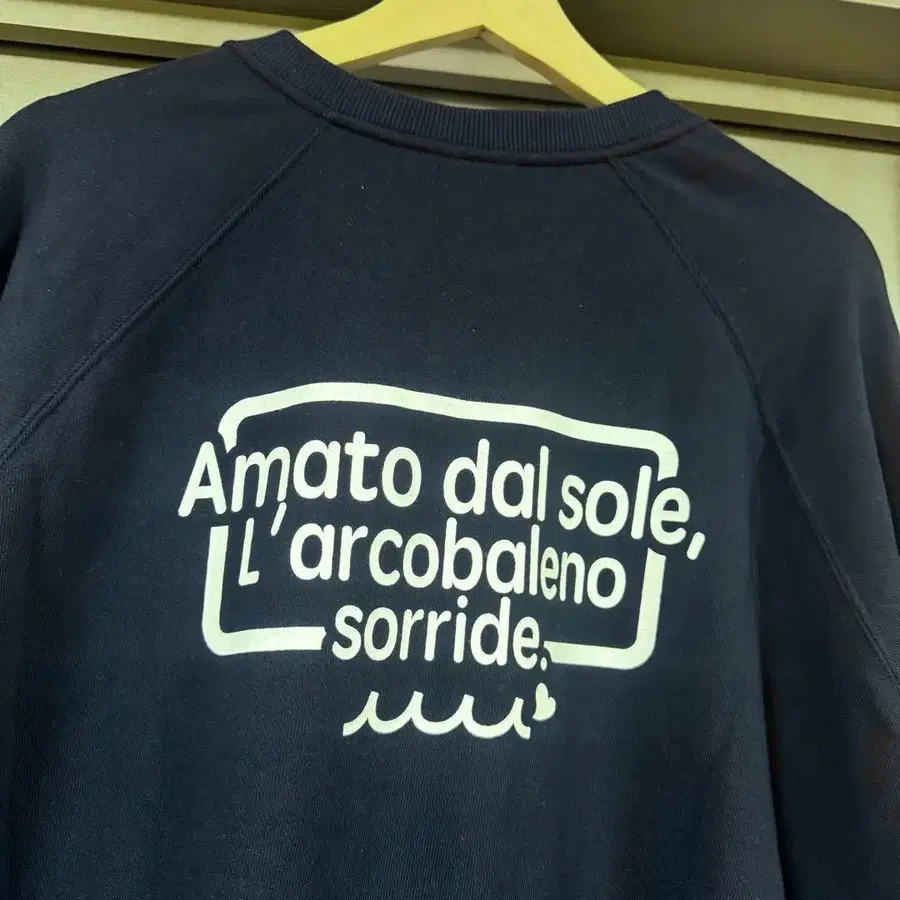 Amato dal sole,
L'arcobaleno
sorride.